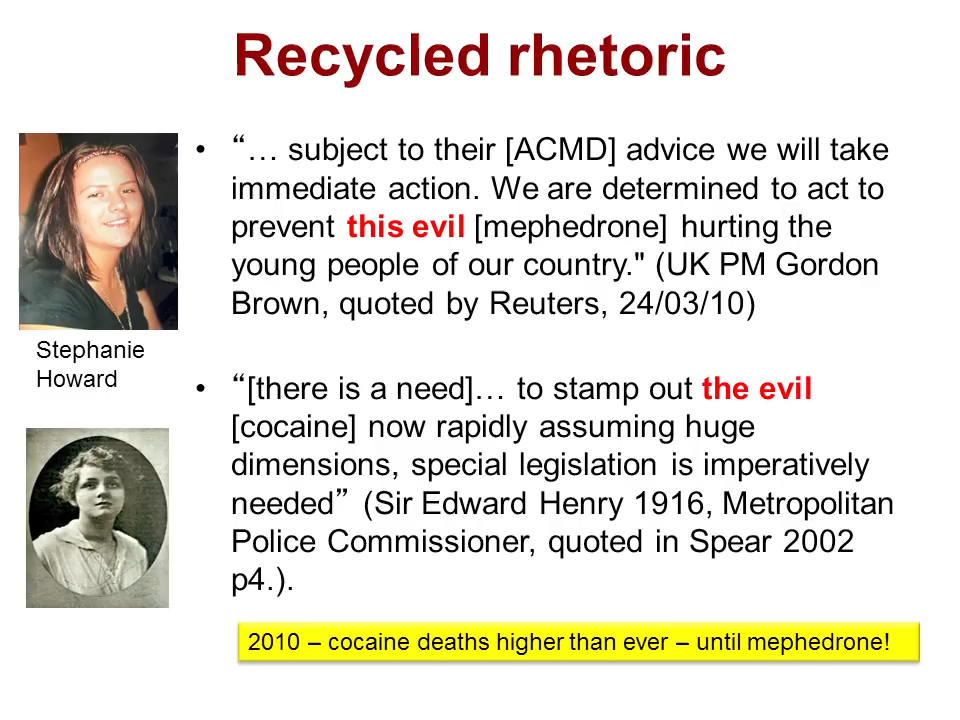 Recycled rhetoric
• “… subject to their [ACMD] advice we will take
immediate action. We are determined to act to
prevent this evil [mephedrone] hurting the
young people of our country." (UK PM Gordon
Brown, quoted by Reuters, 24/03/10)
Stephanie
Howard
• “[there is a need]… to stamp out the evil
[cocaine] now rapidly assuming huge
dimensions, special legislation is imperatively
needed” (Sir Edward Henry 1916, Metropolitan
Police Commissioner, quoted in Spear 2002
p4.).
2010 – cocaine deaths higher than ever – until mephedrone!